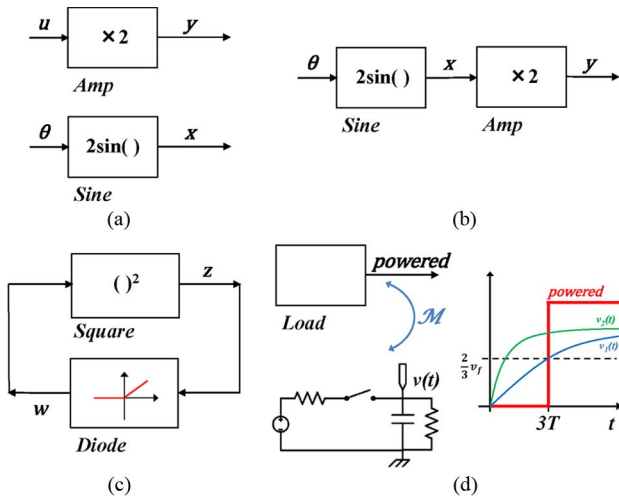 u
× 2
y
Amp
θ
2sin( )
x
Sine
(a)
θ
2sin( )
x
× 2
y
Sine
Amp
(b)
( )²
z
Square
w
Diode
(c)
powered
Load
ℳ
v(t)
powered
v₂(t)
v₁(t)
2/3 v_f
3T
t
(d)